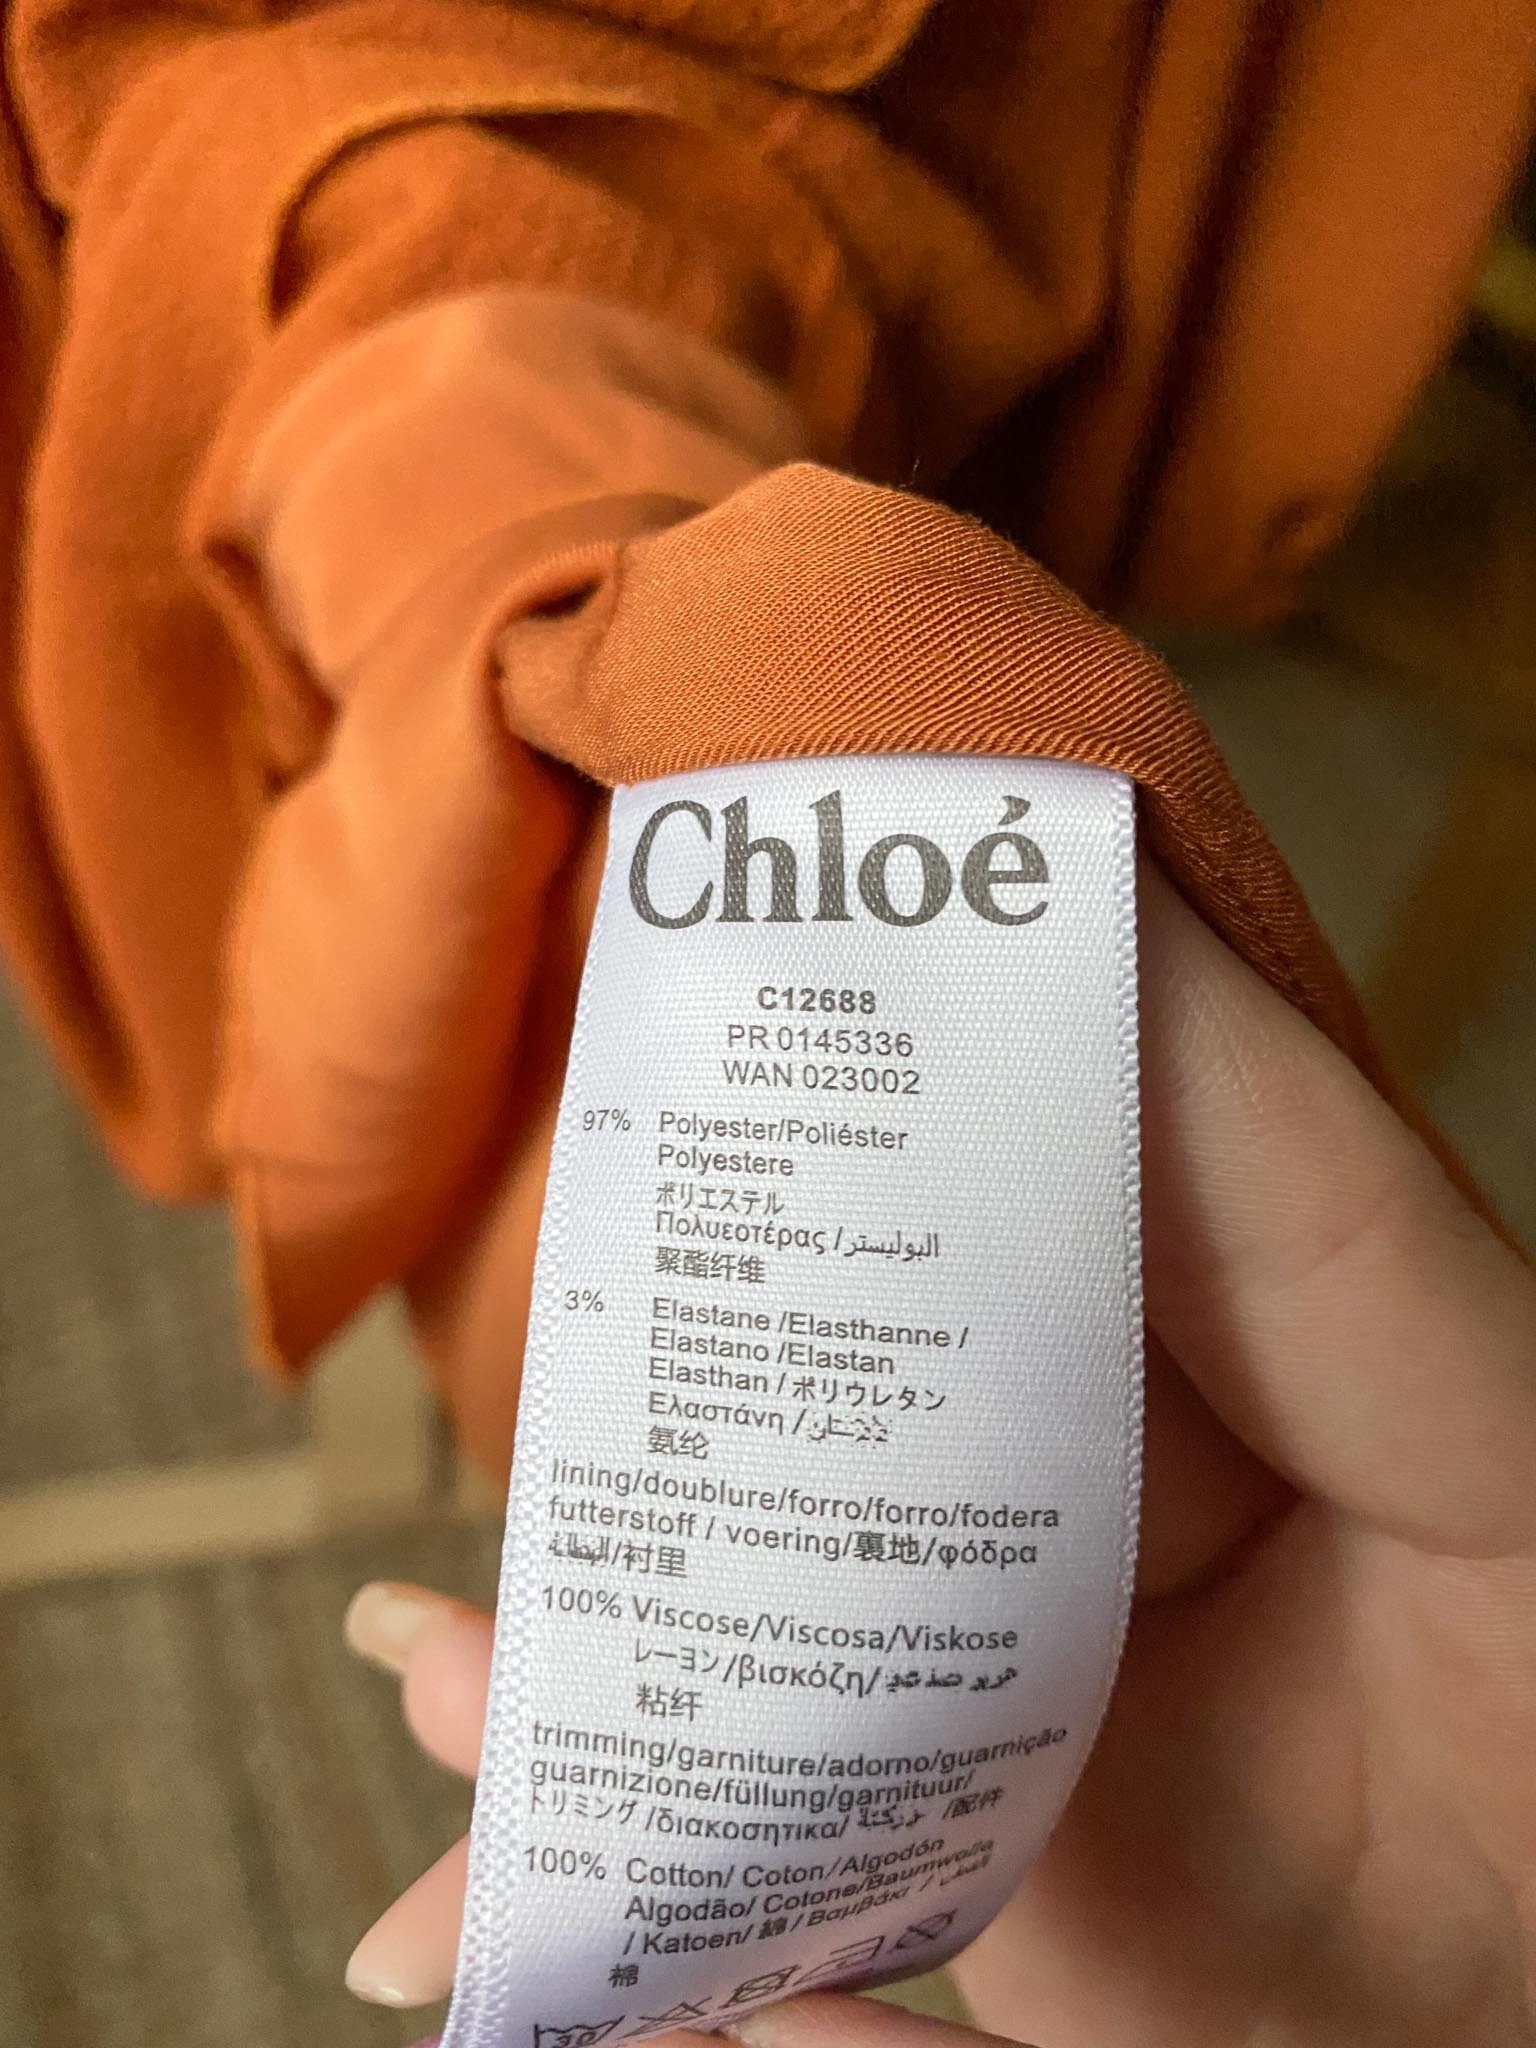 Chloé
C12688
PR 0145336
WAN 023002
97% Polyester/Poliéster
Polyestere
ポリエステル
Πολυεοτέρας /البوليستر
聚酯纤维
3% Elastane /Elasthanne /
Elastano /Elastan
Elasthan / ポリウレタン
Ελαστάνη /
氨纶
lining/doublure/forro/forro/fodera
futterstoff / voering/裏地/φόδρα
/衬里
100% Viscose/Viscosa/Viskose
レーヨン/βισκόζη/
粘纤
trimming/garniture/adorno/guarnição
guarnizione/füllung/garnituur/
トリミング /διακοσητικα/ /配件
100% Cotton/ Coton/Algodón
Algodão/ Cotone/Baumwolle
/ Katoen/ 綿/ Βαμβάκι /
棉
30